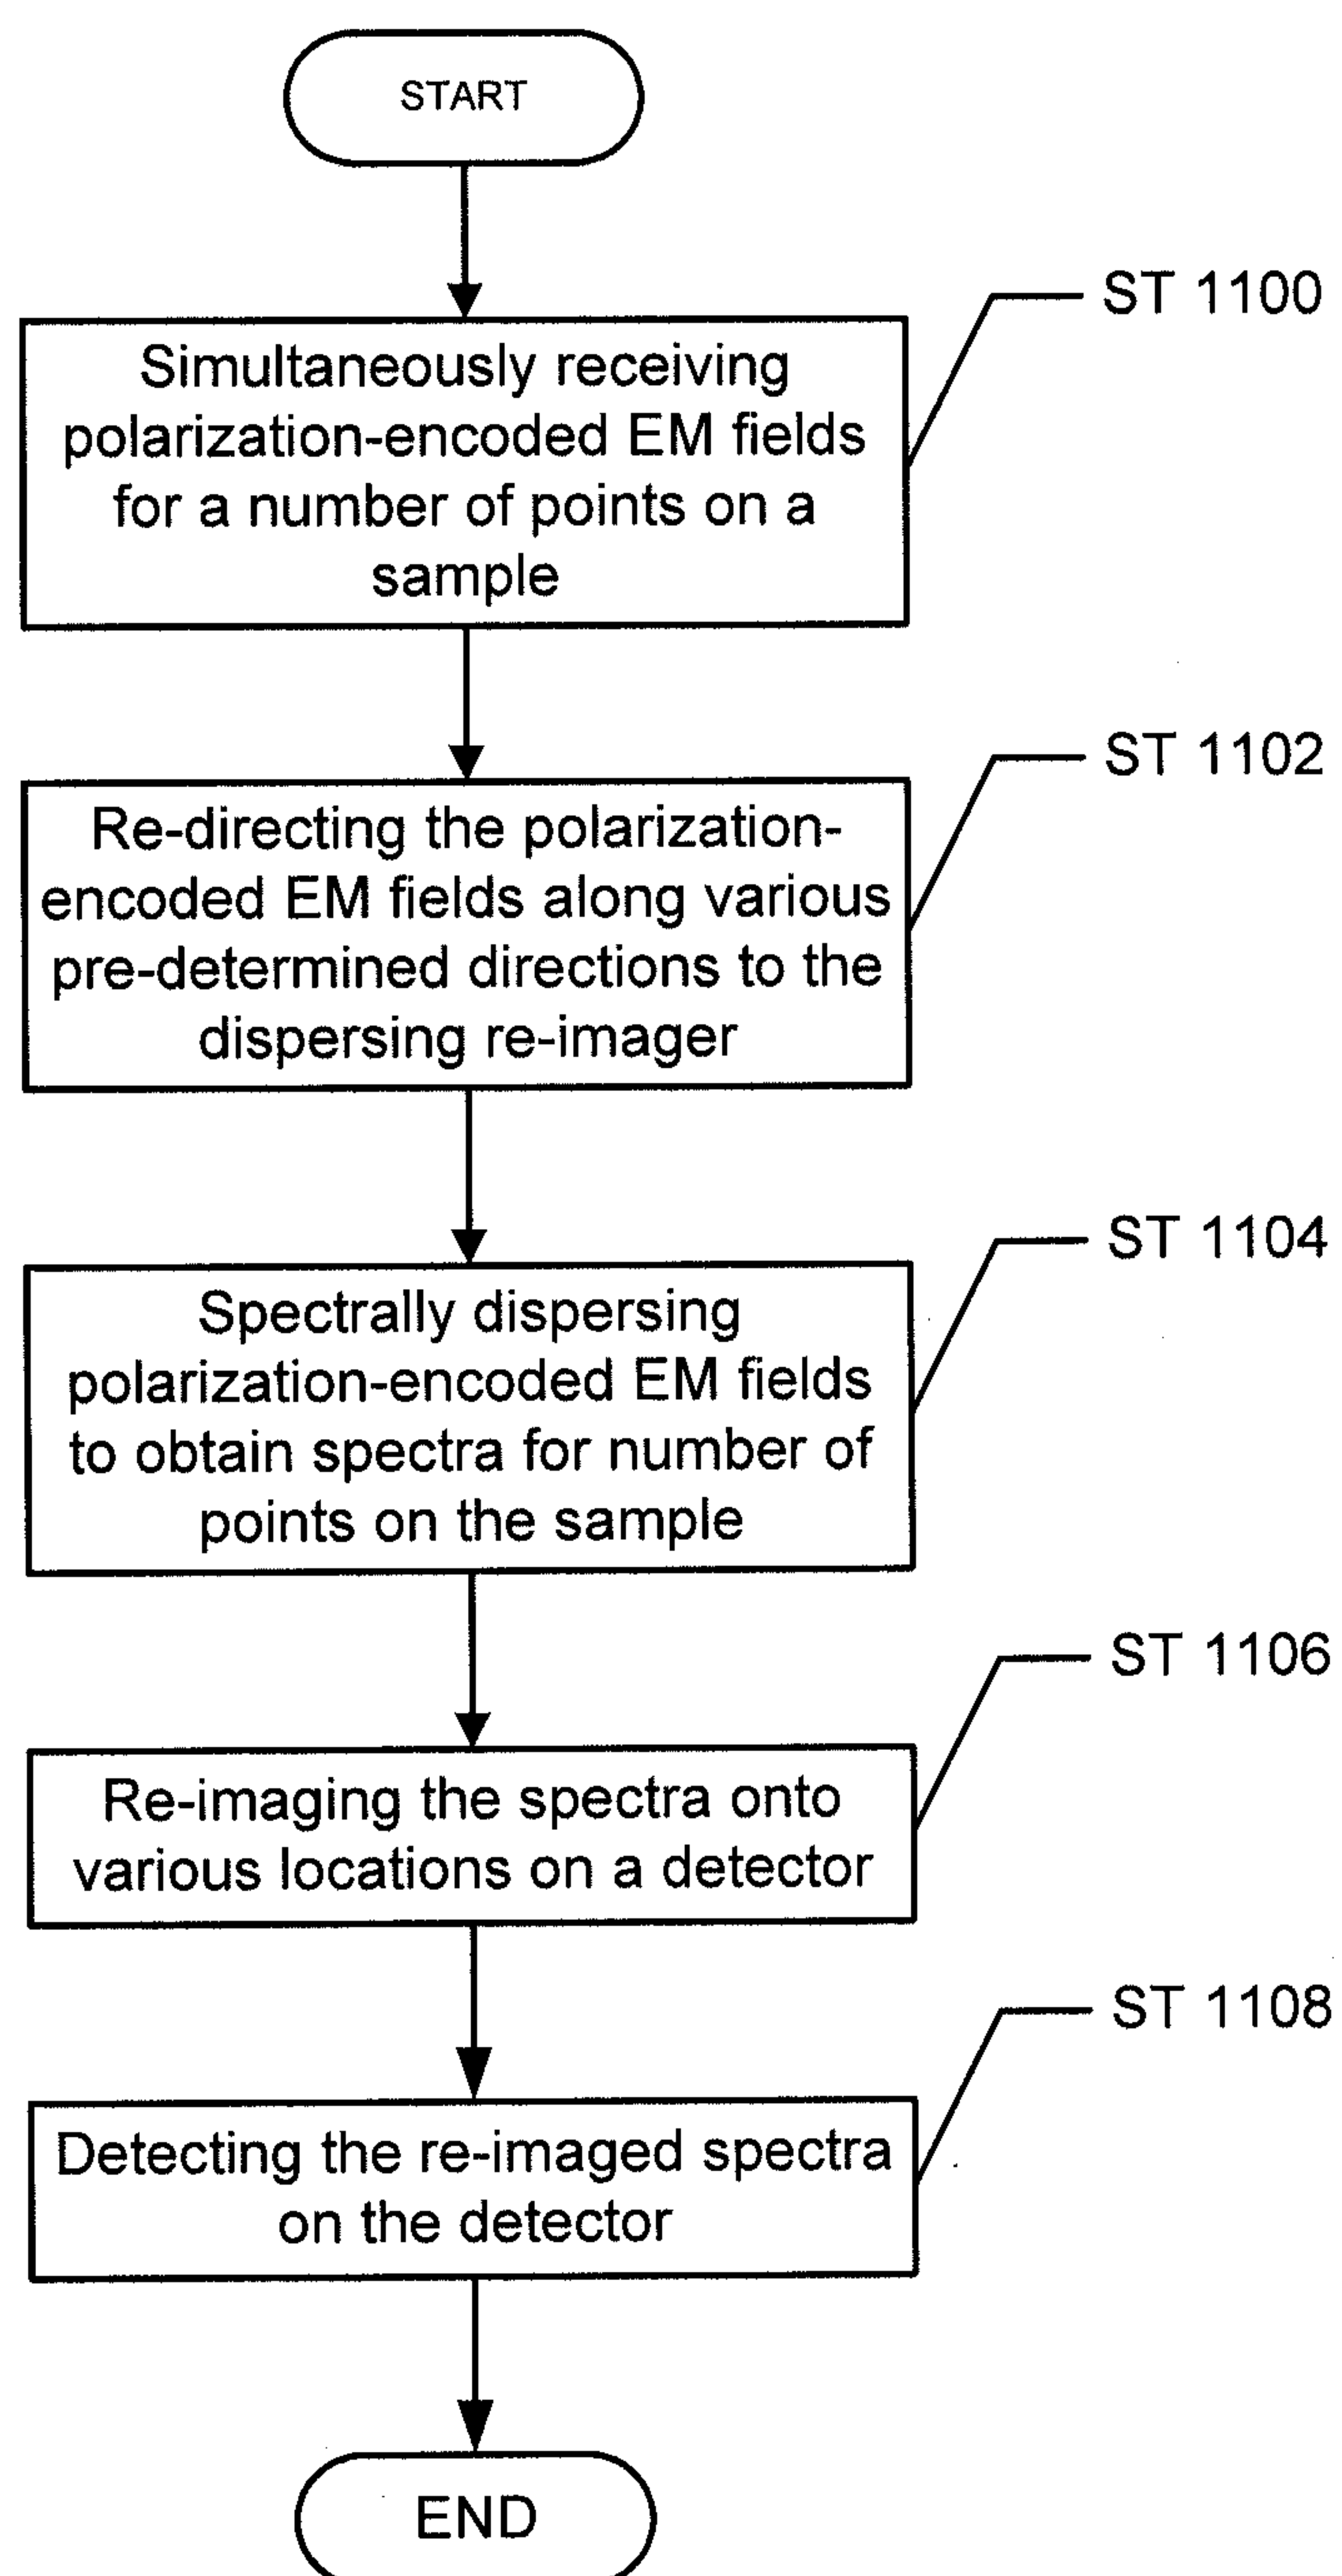 START
ST 1100
Simultaneously receiving
polarization-encoded EM fields
for a number of points on a
sample
ST 1102
Re-directing the polarization-
encoded EM fields along various
pre-determined directions to the
dispersing re-imager
ST 1104
Spectrally dispersing
polarization-encoded EM fields
to obtain spectra for number of
points on the sample
ST 1106
Re-imaging the spectra onto
various locations on a detector
ST 1108
Detecting the re-imaged spectra
on the detector
END